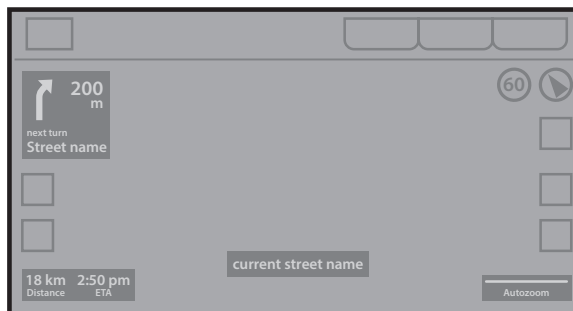 200
m
next turn
Street name
60
current street name
18 km 2:50 pm
Distance ETA
Autozoom